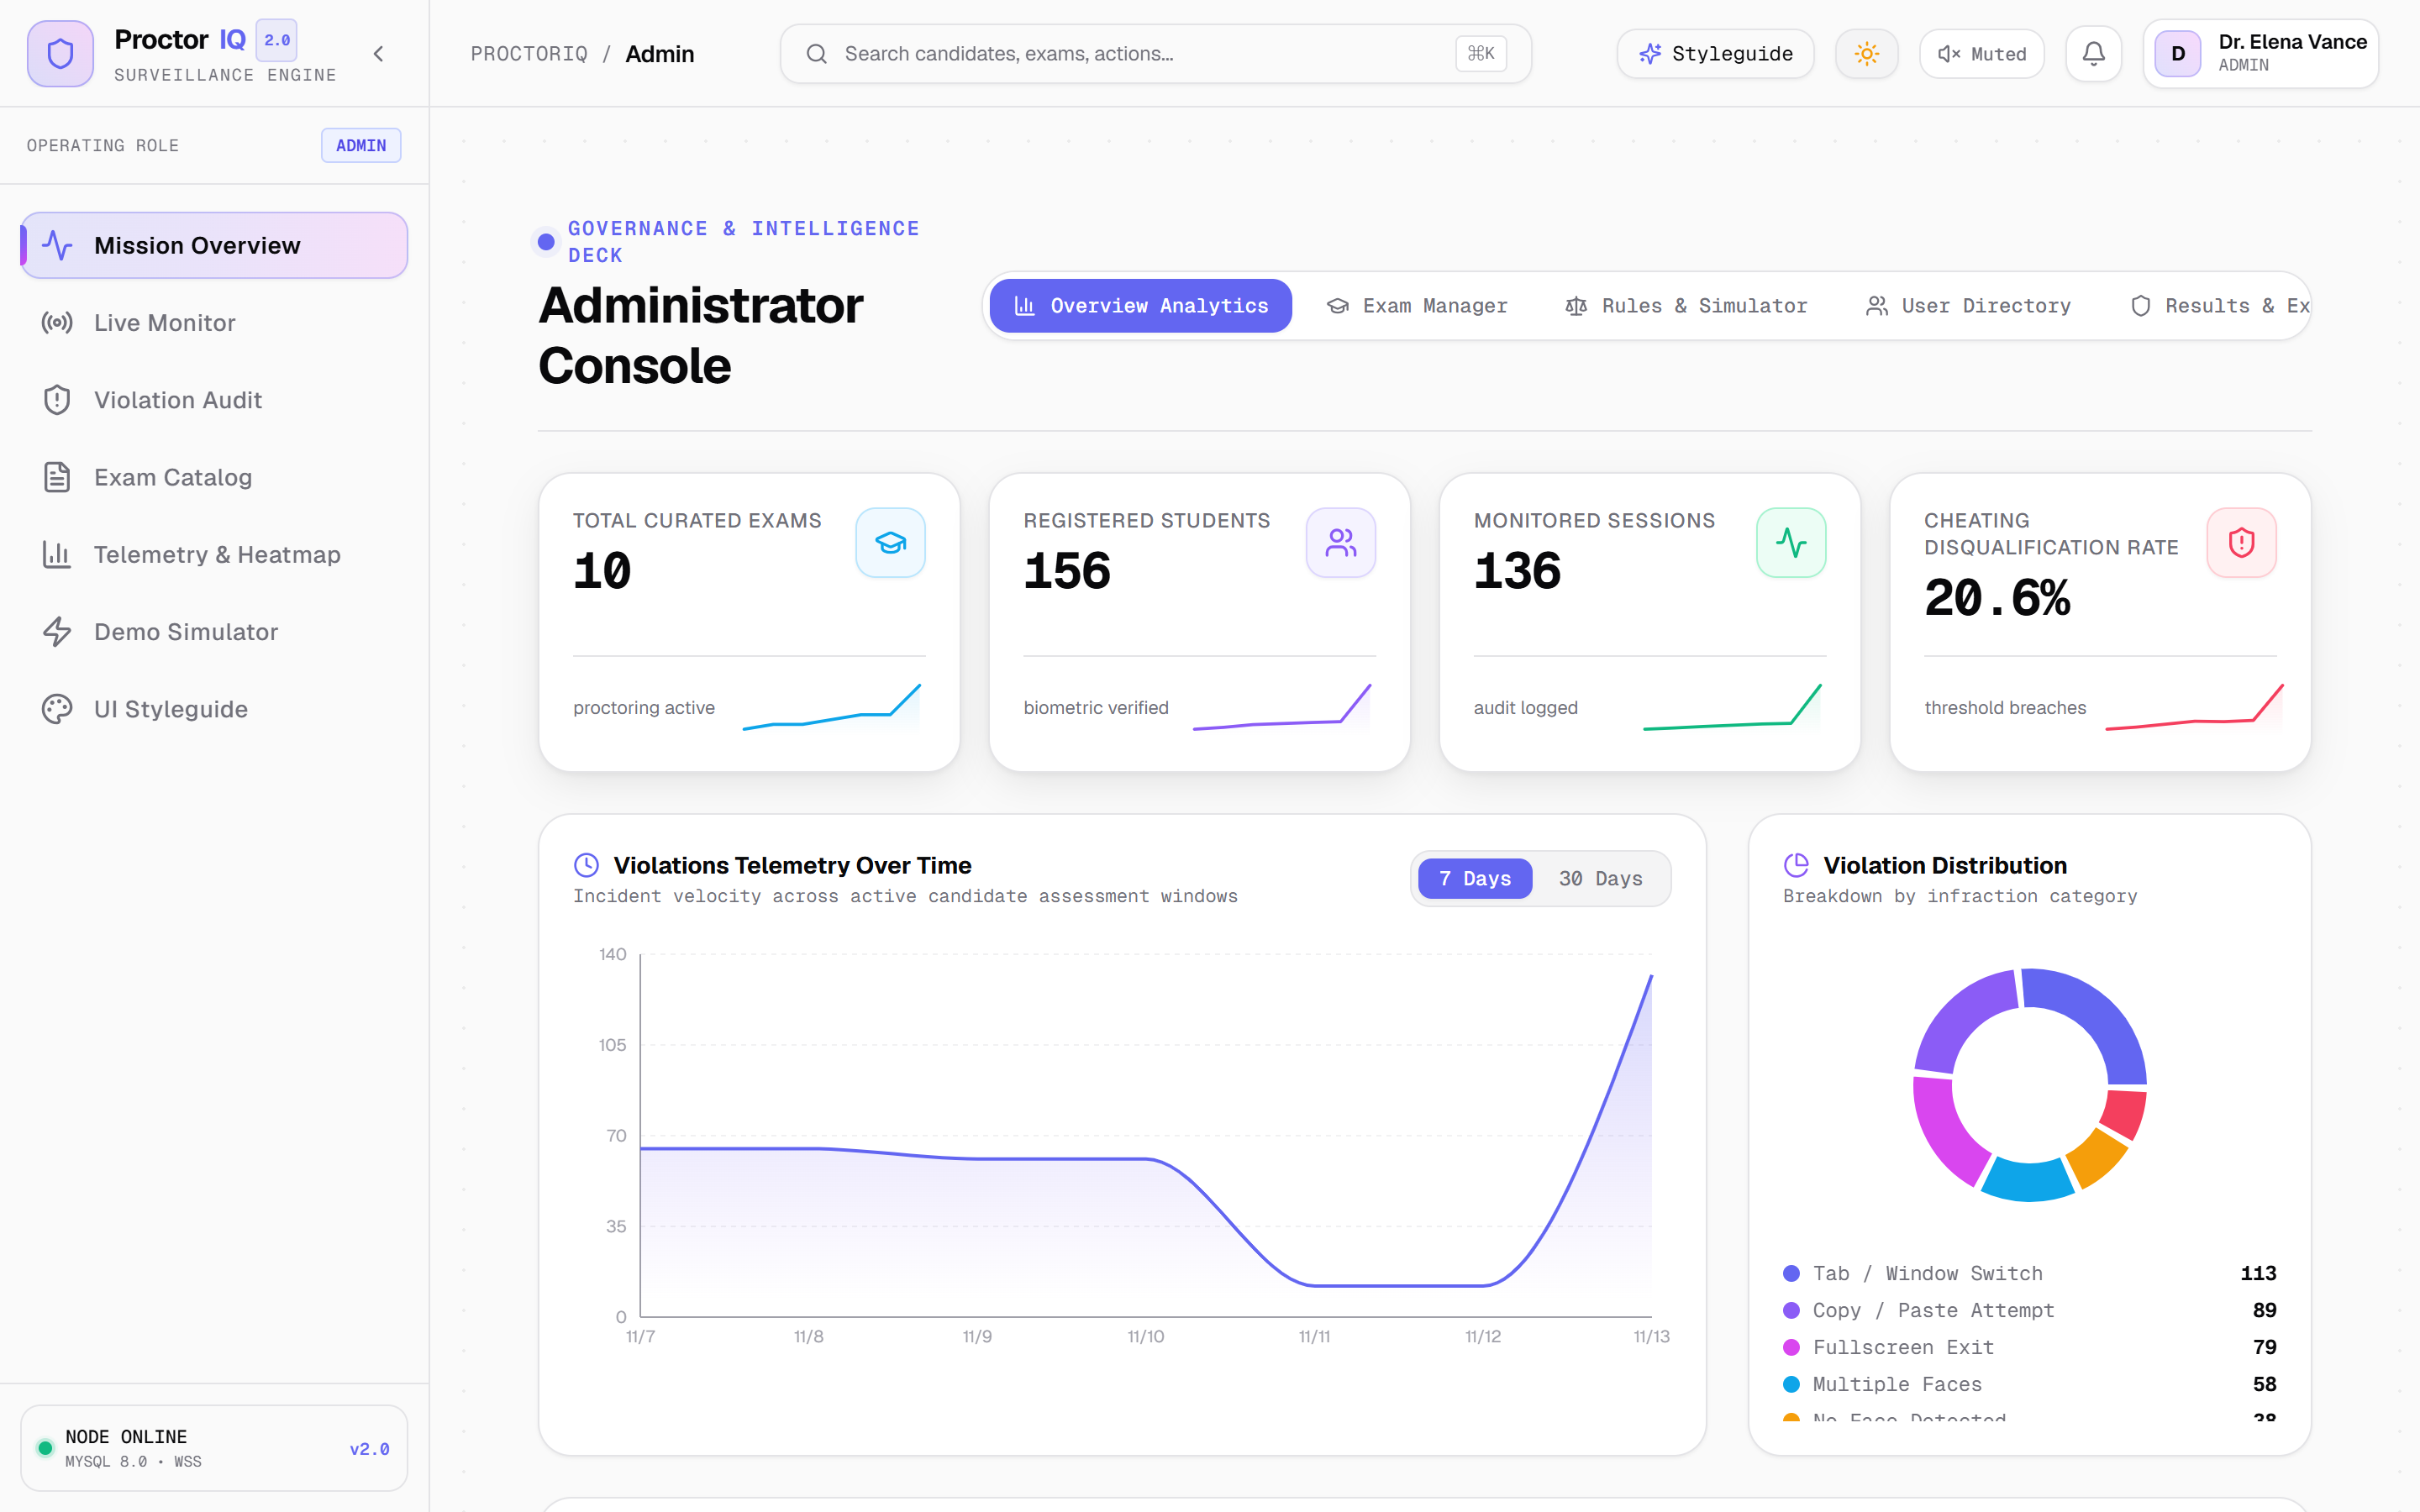 Proctor IQ 2.0
SURVEILLANCE ENGINE
PROCTORIQ / Admin
Search candidates, exams, actions...
⌘K
Styleguide
Muted
D
Dr. Elena Vance
ADMIN
OPERATING ROLE
ADMIN
Mission Overview
Live Monitor
Violation Audit
Exam Catalog
Telemetry & Heatmap
Demo Simulator
UI Styleguide
NODE ONLINE
MYSQL 8.0 • WSS
v2.0
GOVERNANCE & INTELLIGENCE
DECK
Administrator
Console
Overview Analytics
Exam Manager
Rules & Simulator
User Directory
Results & Ex
TOTAL CURATED EXAMS
10
proctoring active
REGISTERED STUDENTS
156
biometric verified
MONITORED SESSIONS
136
audit logged
CHEATING
DISQUALIFICATION RATE
20.6%
threshold breaches
Violations Telemetry Over Time
Incident velocity across active candidate assessment windows
7 Days
30 Days
140
105
70
35
0
11/7
11/8
11/9
11/10
11/11
11/12
11/13
Violation Distribution
Breakdown by infraction category
Tab / Window Switch 113
Copy / Paste Attempt 89
Fullscreen Exit 79
Multiple Faces 58
No Face Detected 38